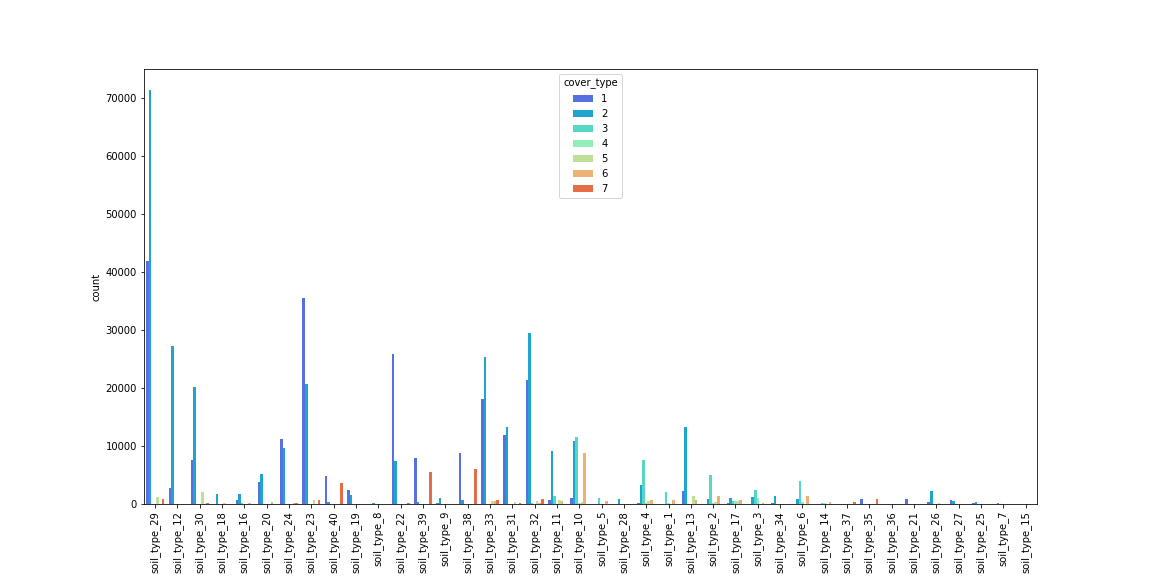 cover_type
1
2
3
4
5
6
7
70000
60000
50000
40000
30000
20000
10000
0
count
soil_type_29
soil_type_12
soil_type_30
soil_type_18
soil_type_16
soil_type_20
soil_type_24
soil_type_23
soil_type_40
soil_type_19
soil_type_8
soil_type_22
soil_type_39
soil_type_9
soil_type_38
soil_type_33
soil_type_31
soil_type_32
soil_type_11
soil_type_10
soil_type_5
soil_type_28
soil_type_4
soil_type_1
soil_type_13
soil_type_2
soil_type_17
soil_type_3
soil_type_34
soil_type_6
soil_type_14
soil_type_37
soil_type_35
soil_type_36
soil_type_21
soil_type_26
soil_type_27
soil_type_25
soil_type_7
soil_type_15